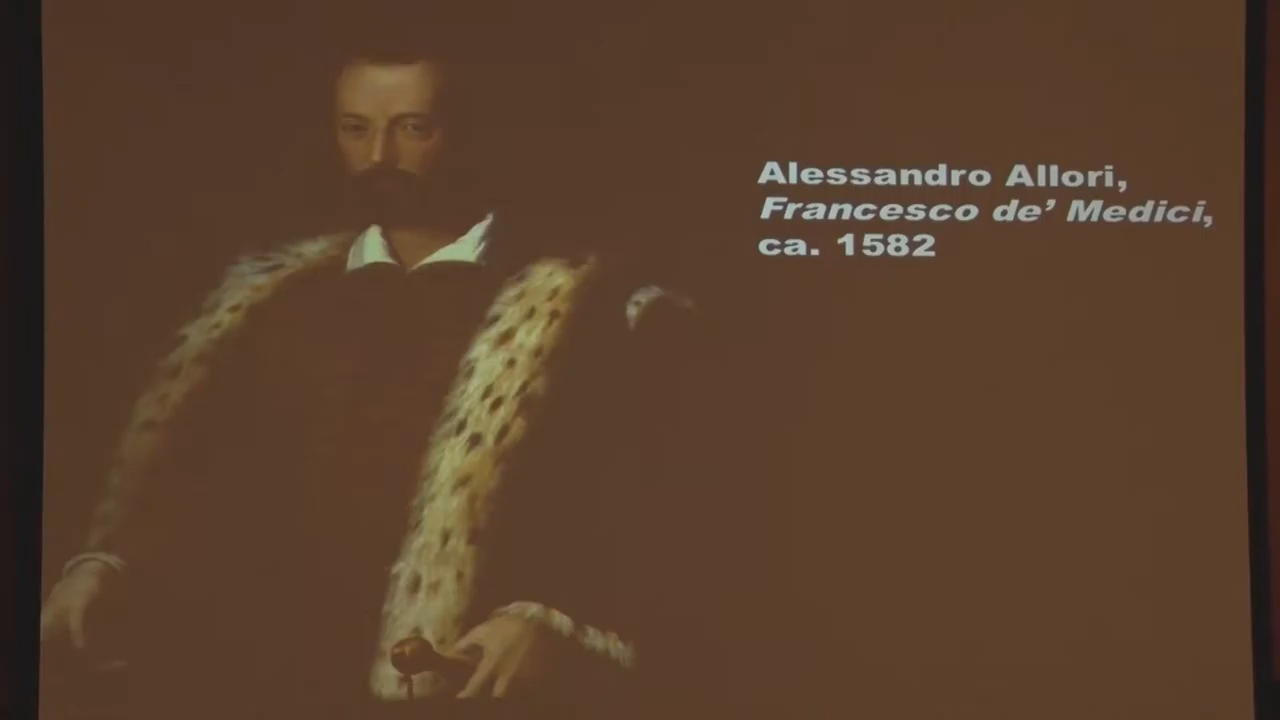 Alessandro Allori,
Francesco de’ Medici,
ca. 1582